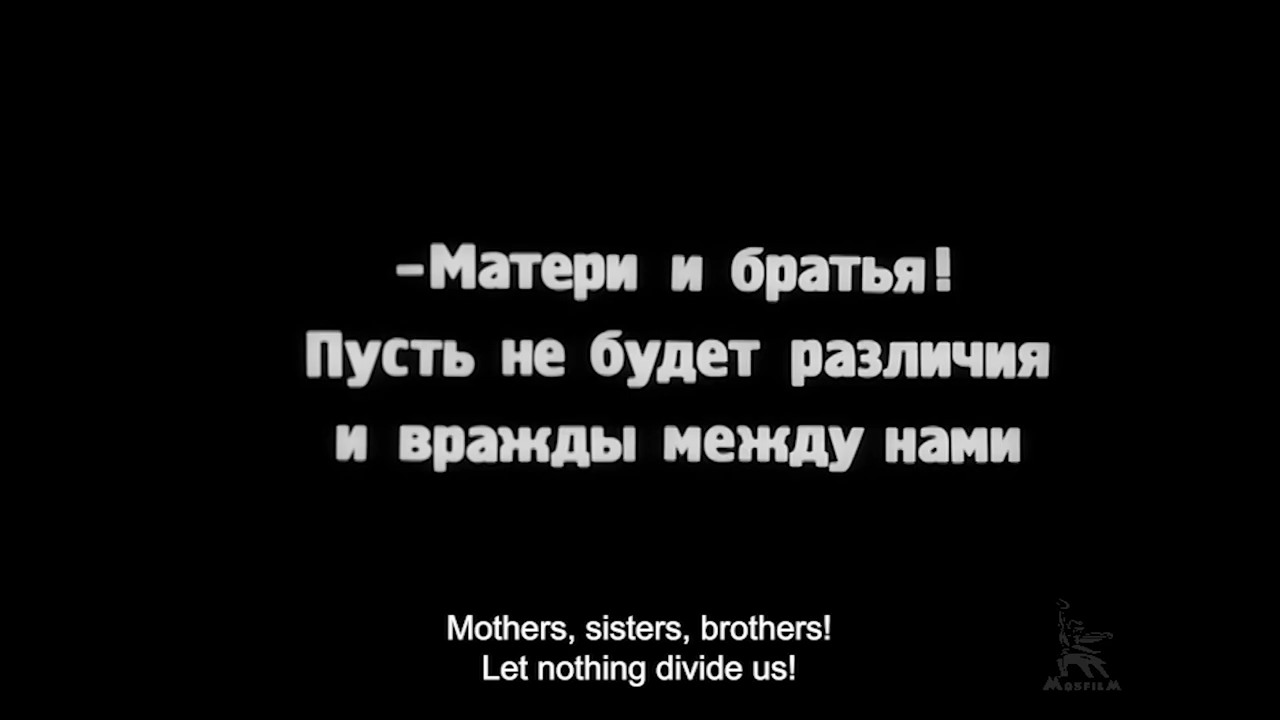 –Матери и братья!
Пусть не будет различия
и вражды между нами
Mothers, sisters, brothers!
Let nothing divide us!
MOSFILM